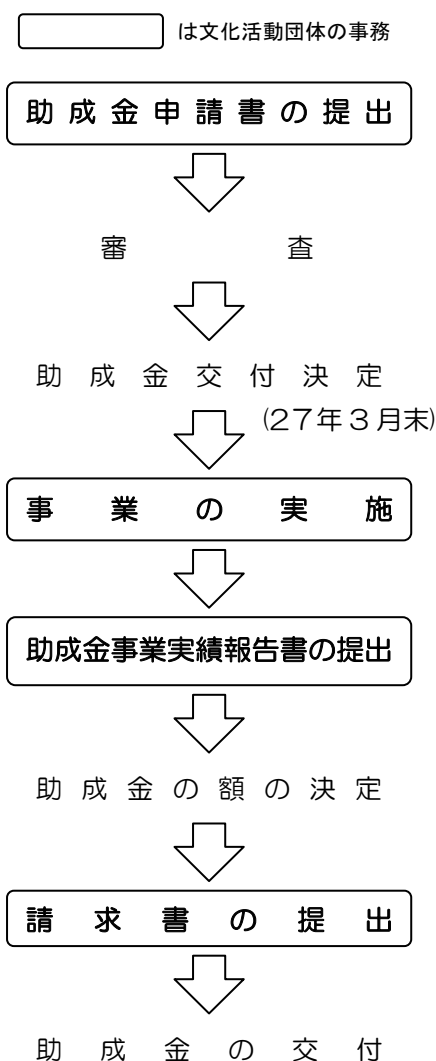 は文化活動団体の事務
助成金申請書の提出
審査
助成金交付決定
(27年3月末)
事業の実施
助成金事業実績報告書の提出
助成金の額の決定
請求書の提出
助成金の交付